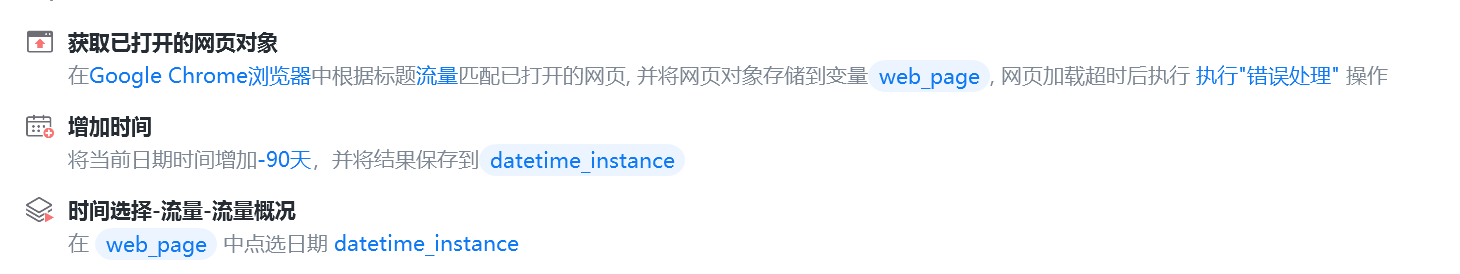 获取已打开的网页对象
在Google Chrome浏览器中根据标题流量匹配已打开的网页, 并将网页对象存储到变量 web_page , 网页加载超时后执行 执行"错误处理" 操作
增加时间
将当前日期时间增加-90天，并将结果保存到 datetime_instance
时间选择-流量-流量概况
在 web_page 中点选日期 datetime_instance